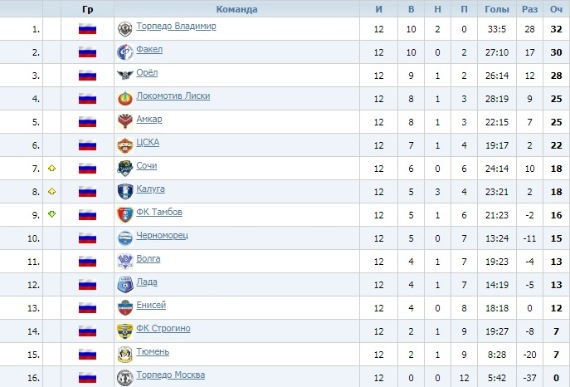 Гр Команда И В Н П Голы Раз Оч
1. Торпедо Владимир 12 10 2 0 33:5 28 32
2. Факел 12 10 0 2 27:10 17 30
3. Орёл 12 9 1 2 26:14 12 28
4. Локомотив Лиски 12 8 1 3 28:19 9 25
5. Амкар 12 8 1 3 22:15 7 25
6. ЦСКА 12 7 1 4 19:17 2 22
7. Сочи 12 6 0 6 24:14 10 18
8. Калуга 12 5 3 4 23:21 2 18
9. ФК Тамбов 12 5 1 6 21:23 -2 16
10. Черноморец 12 5 0 7 13:24 -11 15
11. Волга 12 4 1 7 19:23 -4 13
12. Лада 12 4 1 7 14:19 -5 13
13. Енисей 12 4 0 8 18:18 0 12
14. ФК Строгино 12 2 1 9 19:27 -8 7
15. Тюмень 12 2 1 9 8:28 -20 7
16. Торпедо Москва 12 0 0 12 5:42 -37 0